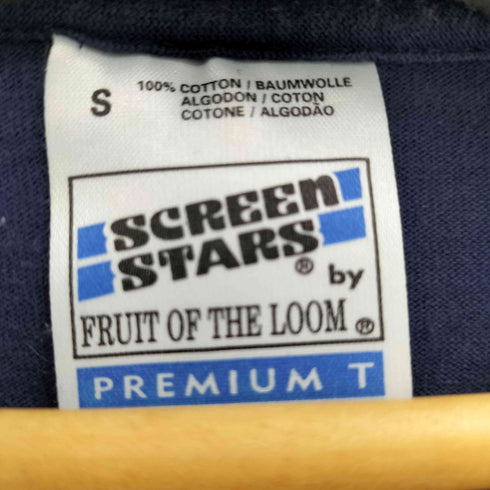 S
100% COTTON / BAUMWOLLE
ALGODON / COTON
COTONE / ALGODÃO
SCREEN
STARS ®
by
FRUIT OF THE LOOM ®
PREMIUM T